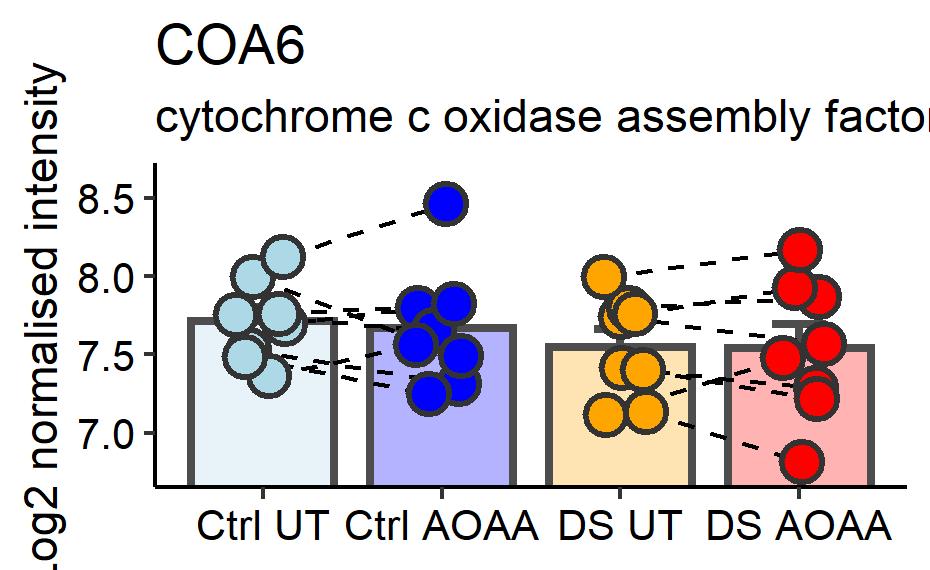 COA6
cytochrome c oxidase assembly factor
Log2 normalised intensity
8.5
8.0
7.5
7.0
Ctrl UT Ctrl AOAA DS UT DS AOAA